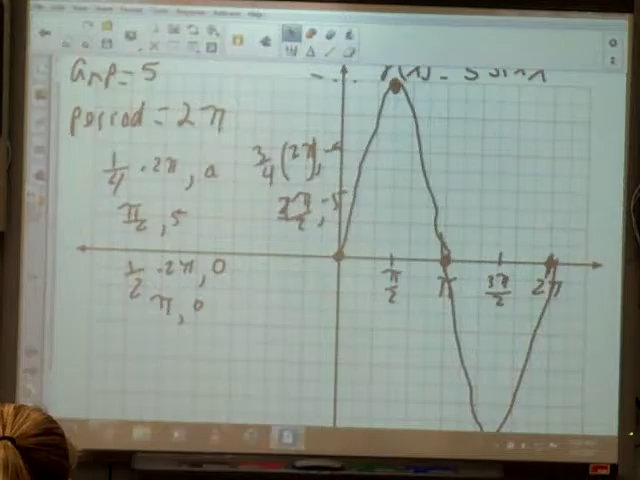 Amp=5
f(x)= 5 sin x
period = 2π
1/4 · 2π, a
3/4 (2π), -a
π/2, 5
3π/2, -5
1/2 · 2π, 0
π, 0
π/2 π 3π/2 2π